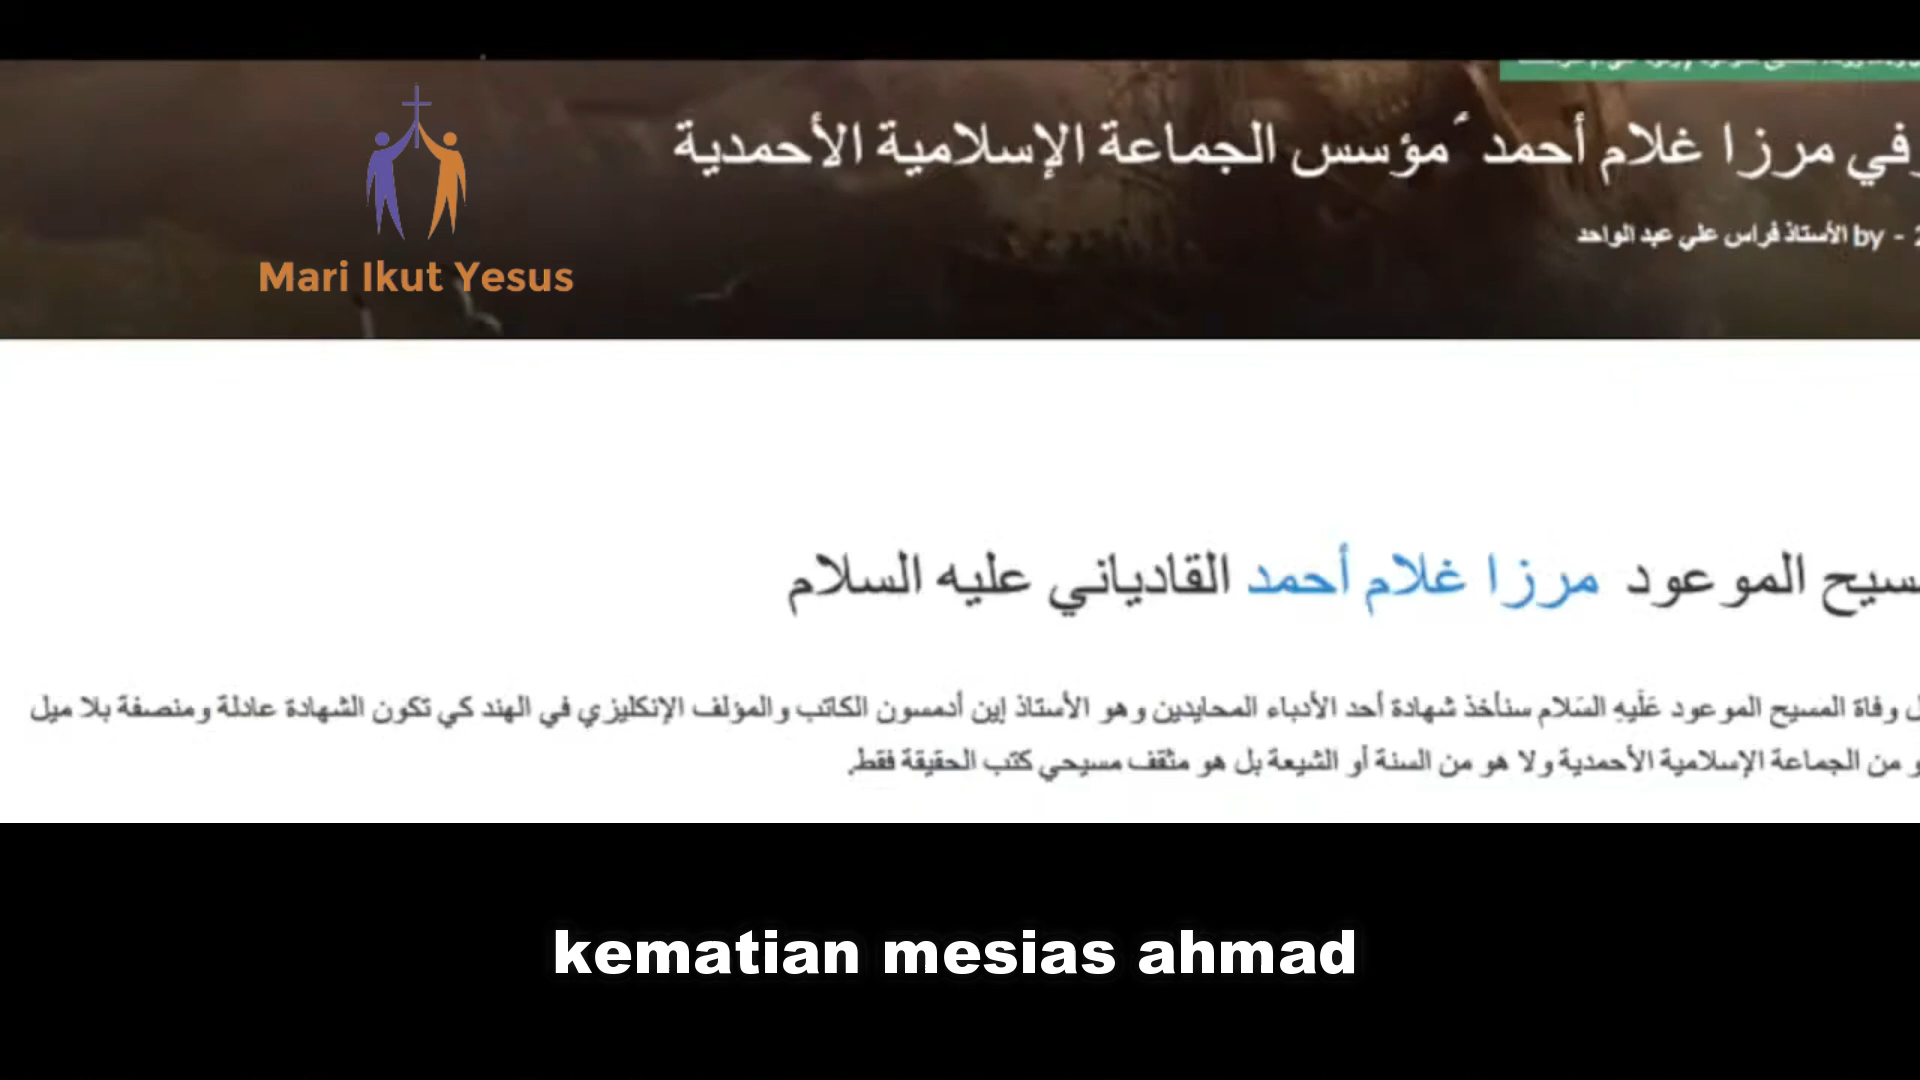 في مرزا غلام أحمد ً مؤسس الجماعة الإسلامية الأحمدية
by - الأستاذ فراس علي عبد الواحد
Mari Ikut Yesus
الموعود مرزا غلام أحمد القادياني عليه السلام
وفاة المسيح الموعود عَلَيهِ السَلام سنأخذ شهادة أحد الأدباء المحايدين وهو الأستاذ إين أدمسون الكاتب والمؤلف الإنكليزي في الهند كي تكون الشهادة عادلة ومنصفة بلا ميل
من الجماعة الإسلامية الأحمدية ولا هو من السنة أو الشيعة بل هو مثقف مسيحي كتب الحقيقة فقط.
kematian mesias ahmad